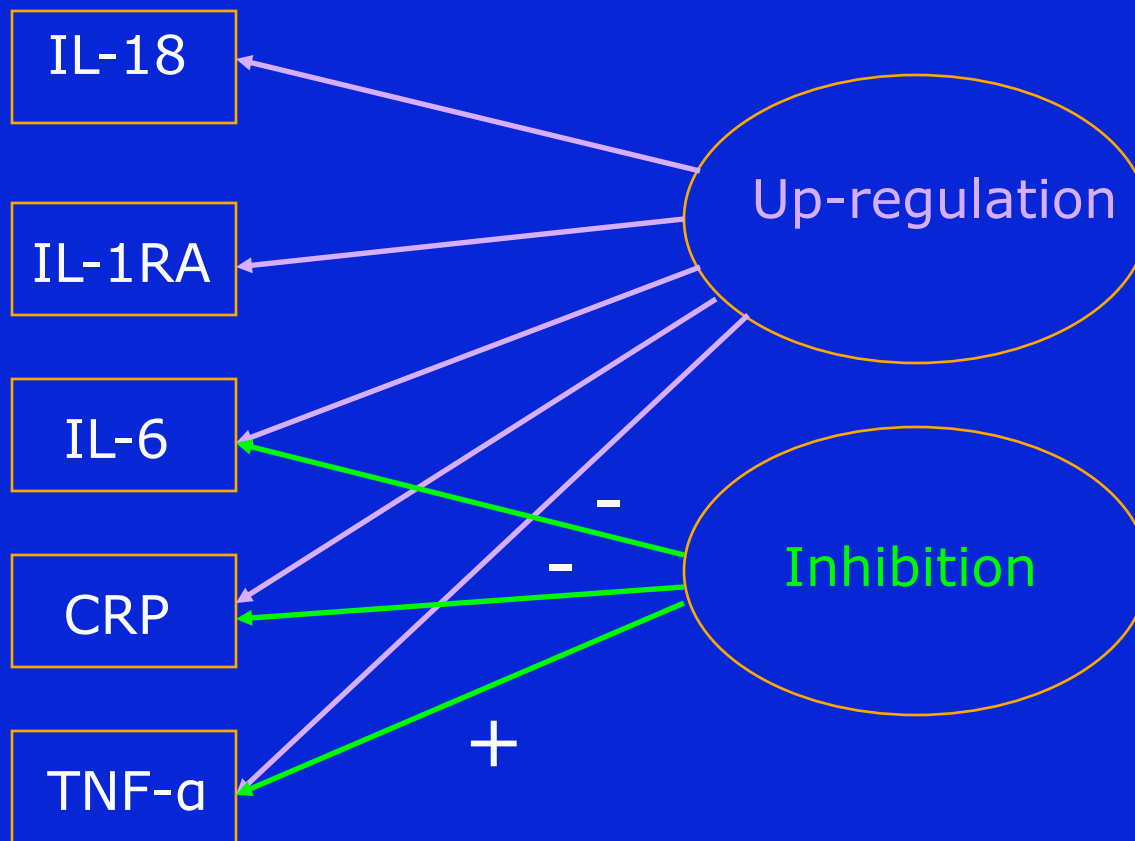 IL-18
Up-regulation
IL-1RA
IL-6
-
-
Inhibition
CRP
+
TNF-α